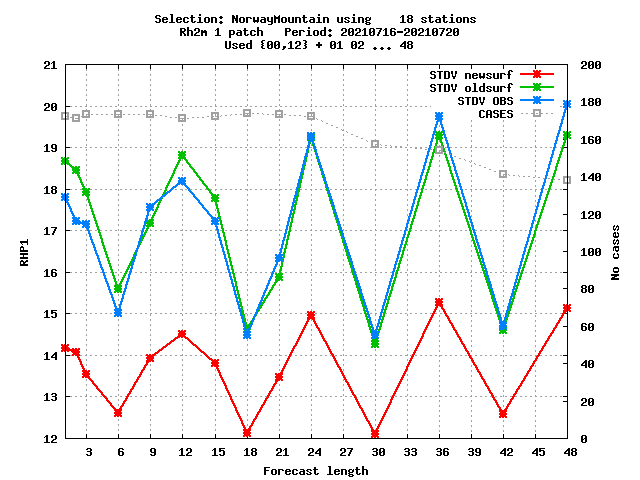 Selection: NorwayMountain using    18 stations
Rh2m 1 patch   Period: 20210716-20210720
Used {00,12} + 01 02 ... 48
STDV newsurf
STDV oldsurf
STDV OBS
CASES
21
20
19
18
17
16
15
14
13
12
RHP1
200
180
160
140
120
100
80
60
40
20
0
No cases
3 6 9 12 15 18 21 24 27 30 33 36 39 42 45 48
Forecast length